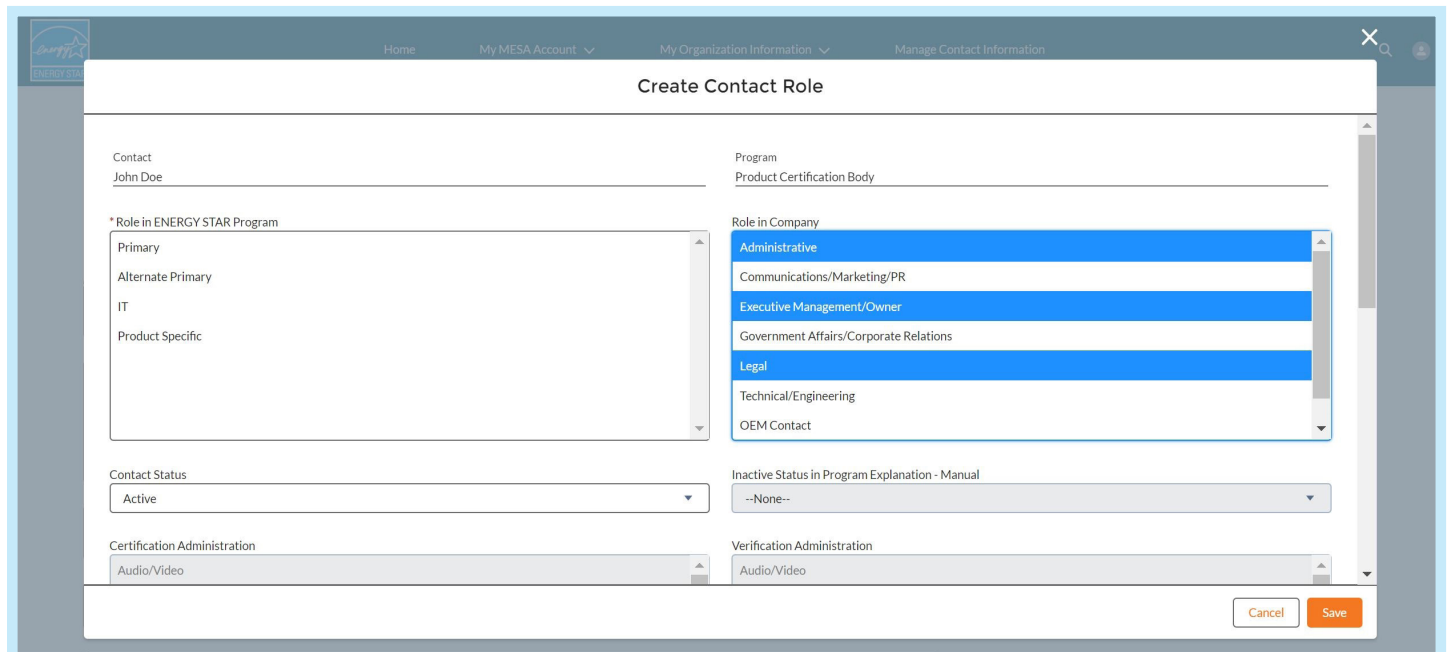 energy
ENERGY STAR
Home My MESA Account My Organization Information Manage Contact Information
Create Contact Role
Contact Program
John Doe Product Certification Body
*Role in ENERGY STAR Program Role in Company
Primary Administrative
Alternate Primary Communications/Marketing/PR
IT Executive Management/Owner
Product Specific Government Affairs/Corporate Relations
Legal
Technical/Engineering
OEM Contact
Contact Status Inactive Status in Program Explanation - Manual
Active --None--
Certification Administration Verification Administration
Audio/Video Audio/Video
Cancel Save